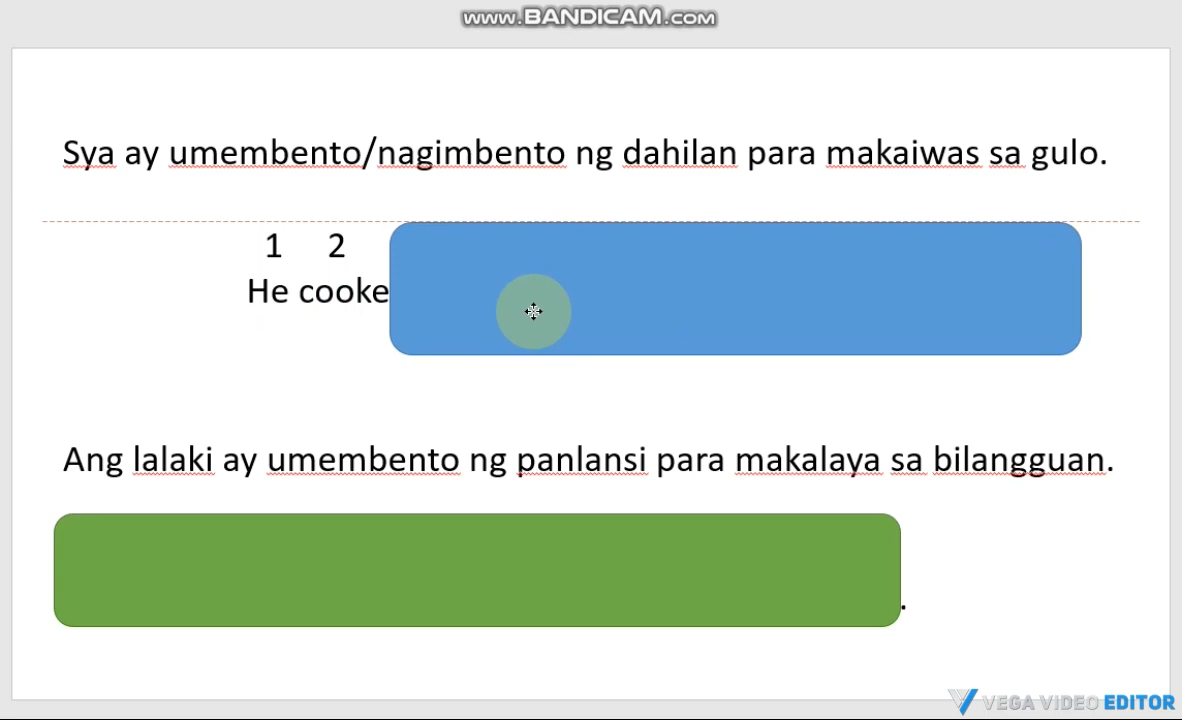 WWW.BANDICAM.COM
Sya ay umembento/nagimbento ng dahilan para makaiwas sa gulo.
1 2
He cooke
Ang lalaki ay umembento ng panlansi para makalaya sa bilangguan.
.
VEGA VIDEO EDITOR